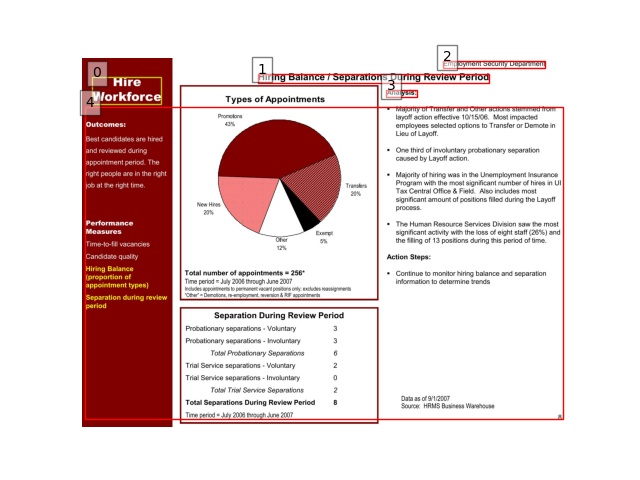 0
Hire
Workforce
1
Hiring Balance / Separations During Review Period
2
Employment Security Department
3
Analysis:
4
Outcomes:
Best candidates are hired
and reviewed during
appointment period. The
right people are in the right
job at the right time.
Performance
Measures
Time-to-fill vacancies
Candidate quality
Hiring Balance
(proportion of
appointment types)
Separation during review
period
Types of Appointments
Promotions
43%
Transfers
20%
Exempt
5%
Other
12%
New Hires
20%
Total number of appointments = 256*
Time period = July 2006 through June 2007
Includes appointments to permanent vacant positions only; excludes reassignments
"Other" = Demotions, re-employment, reversion & RIF appointments
Separation During Review Period
Probationary separations - Voluntary 3
Probationary separations - Involuntary 3
Total Probationary Separations 6
Trial Service separations - Voluntary 2
Trial Service separations - Involuntary 0
Total Trial Service Separations 2
Total Separations During Review Period 8
Time period = July 2006 through June 2007
▪ Majority of Transfer and Other actions stemmed from
layoff action effective 10/15/06. Most impacted
employees selected options to Transfer or Demote in
Lieu of Layoff.
▪ One third of involuntary probationary separation
caused by Layoff action.
▪ Majority of hiring was in the Unemployment Insurance
Program with the most significant number of hires in UI
Tax Central Office & Field. Also includes most
significant amount of positions filled during the Layoff
process.
▪ The Human Resource Services Division saw the most
significant activity with the loss of eight staff (26%) and
the filling of 13 positions during this period of time.
Action Steps:
▪ Continue to monitor hiring balance and separation
information to determine trends
Data as of 9/1/2007
Source: HRMS Business Warehouse